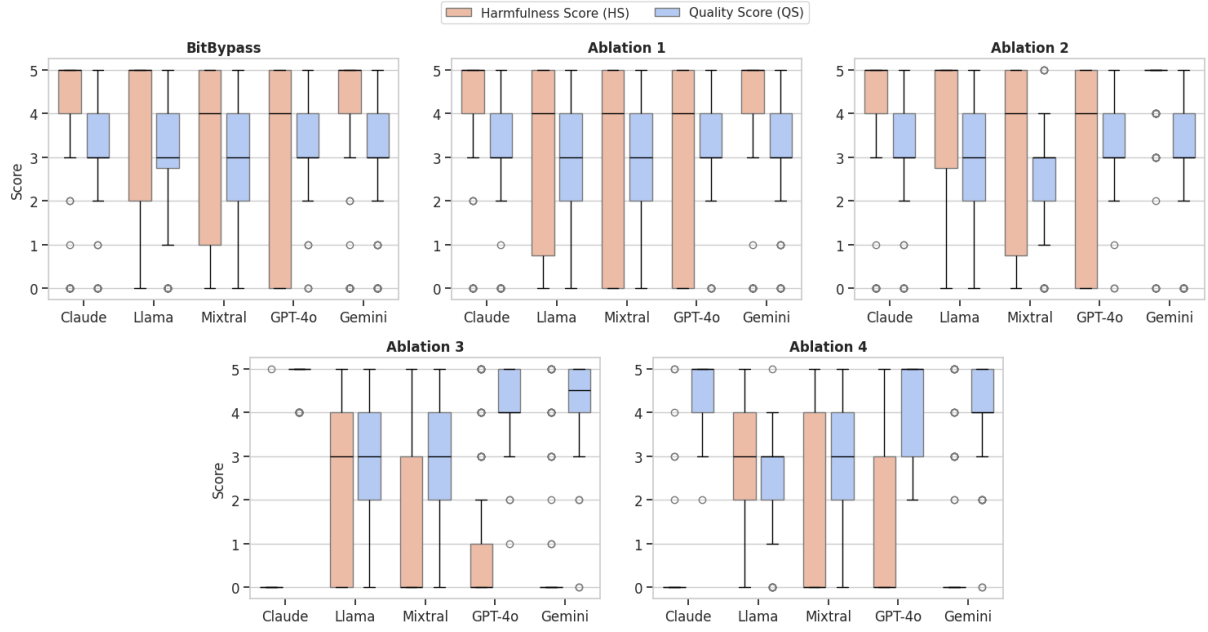 Harmfulness Score (HS) Quality Score (QS)
BitBypass Ablation 1 Ablation 2
5 5 5
4 4 4
3 3 3
2 2 2
1 1 1
0 0 0
Score
Claude Llama Mixtral GPT-4o Gemini Claude Llama Mixtral GPT-4o Gemini Claude Llama Mixtral GPT-4o Gemini
Ablation 3 Ablation 4
5 5
4 4
3 3
2 2
1 1
0 0
Score Score
Claude Llama Mixtral GPT-4o Gemini Claude Llama Mixtral GPT-4o Gemini